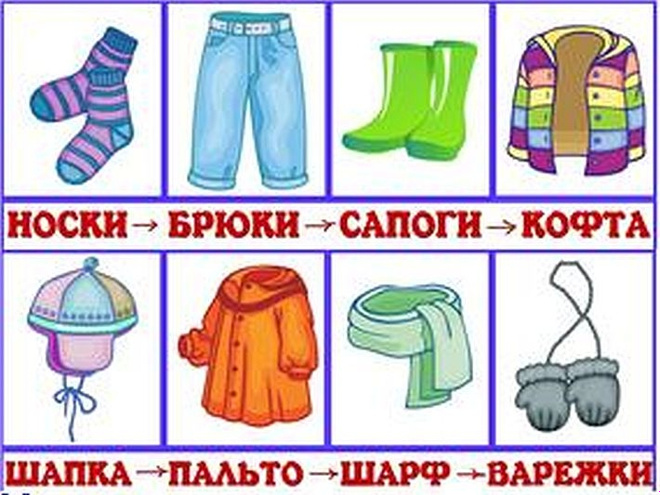 НОСКИ → БРЮКИ → САПОГИ → КОФТА
ШАПКА → ПАЛЬТО → ШАРФ → ВАРЕЖКИ